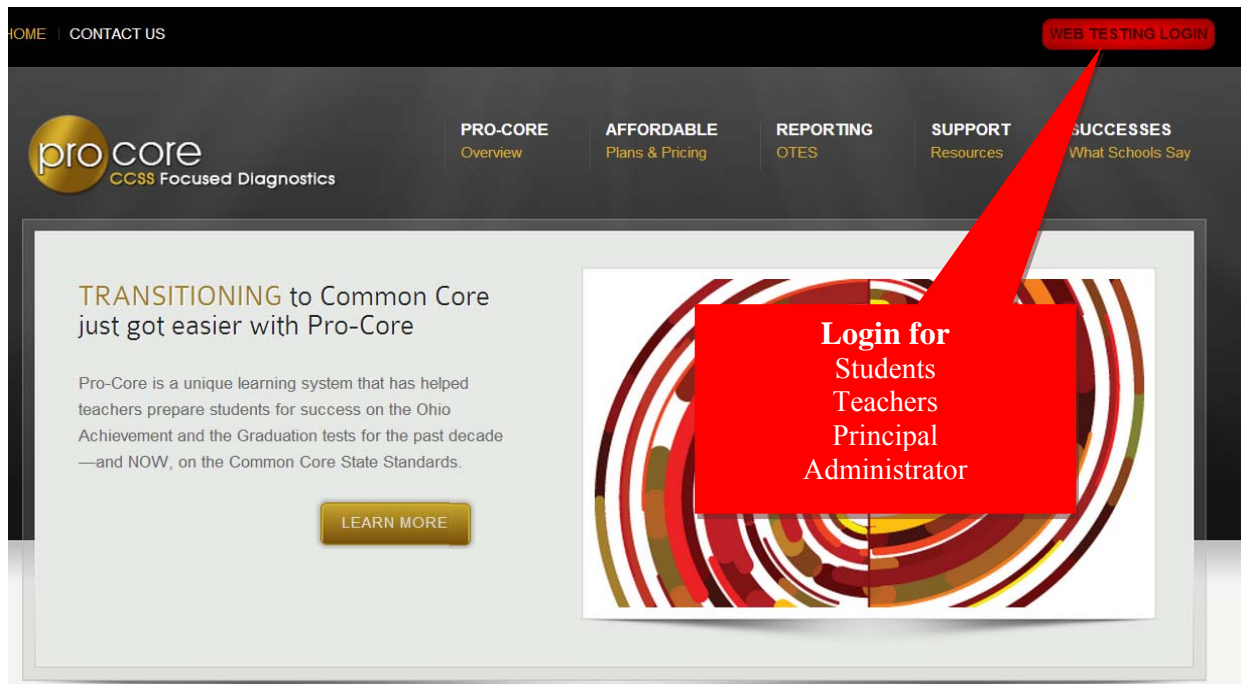 HOME CONTACT US
WEB TESTING LOGIN
pro core
CCSS Focused Diagnostics
PRO-CORE
Overview
AFFORDABLE
Plans & Pricing
REPORTING
OTES
SUPPORT
Resources
SUCCESSES
What Schools Say
TRANSITIONING to Common Core
just got easier with Pro-Core
Pro-Core is a unique learning system that has helped
teachers prepare students for success on the Ohio
Achievement and the Graduation tests for the past decade
—and NOW, on the Common Core State Standards.
LEARN MORE
Login for
Students
Teachers
Principal
Administrator